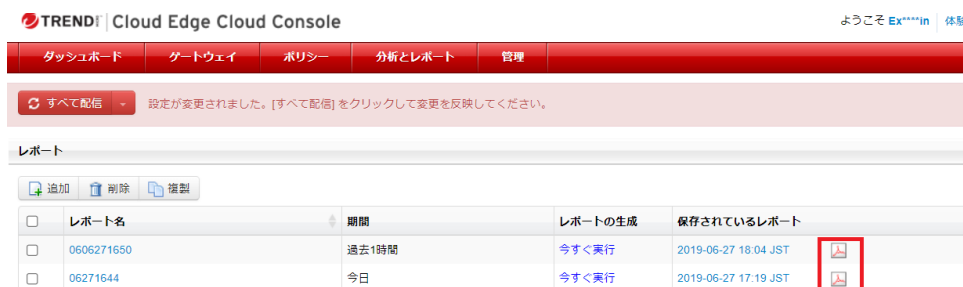 TREND | Cloud Edge Cloud Console ようこそ Ex****in
ダッシュボード ゲートウェイ ポリシー 分析とレポート 管理
すべて配信 設定が変更されました。[すべて配信] をクリックして変更を反映してください。
レポート
追加 削除 複製
レポート名 期間 レポートの生成 保存されているレポート
0606271650 過去1時間 今すぐ実行 2019-06-27 18:04 JST
06271644 今日 今すぐ実行 2019-06-27 17:19 JST